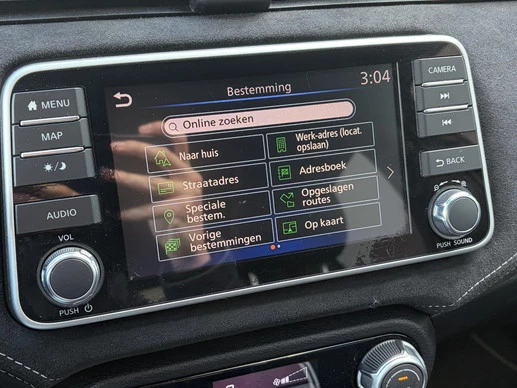 Bestemming
3:04
Online zoeken
Naar huis
Werk-adres (locat.
opslaan)
Straatadres
Adresboek
Speciale
bestem.
Opgeslagen
routes
Vorige
bestemmingen
Op kaart
MENU
MAP
AUDIO
VOL
PUSH
CAMERA
BACK
PUSH SOUND